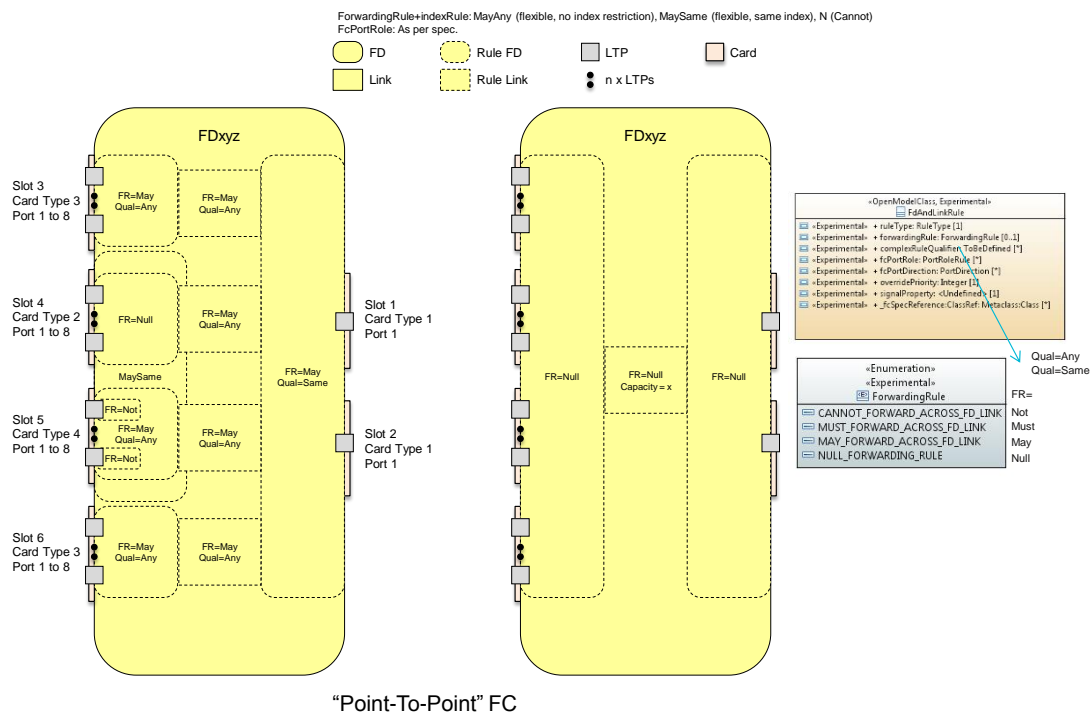 ForwardingRule+indexRule: MayAny (flexible, no index restriction), MaySame (flexible, same index), N (Cannot)
FcPortRole: As per spec.
FD
Rule FD
LTP
Card
Link
Rule Link
n x LTPs
FDxyz
Slot 3
Card Type 3
Port 1 to 8
FR=May
Qual=Any
FR=May
Qual=Any
Slot 4
Card Type 2
Port 1 to 8
FR=Null
FR=May
Qual=Any
MaySame
Slot 5
Card Type 4
Port 1 to 8
FR=Not
FR=May
Qual=Any
FR=Not
FR=May
Qual=Any
Slot 6
Card Type 3
Port 1 to 8
FR=May
Qual=Any
FR=May
Qual=Any
FR=May
Qual=Same
Slot 1
Card Type 1
Port 1
Slot 2
Card Type 1
Port 1
FDxyz
FR=Null
FR=Null
Capacity = x
FR=Null
«OpenModelClass, Experimental»
FdAndLinkRule
«Experimental» + ruleType: RuleType [1]
«Experimental» + forwardingRule: ForwardingRule [0..1]
«Experimental» + complexRuleQualifier: ToBeDefined [*]
«Experimental» + fcPortRole: PortRoleRule [*]
«Experimental» + fcPortDirection: PortDirection [*]
«Experimental» + overridePriority: Integer [1]
«Experimental» + signalProperty: <Undefined> [1]
«Experimental» + _fcSpecReference:ClassRef: Metaclass:Class [*]
Qual=Any
Qual=Same
«Enumeration»
«Experimental»
ForwardingRule
CANNOT_FORWARD_ACROSS_FD_LINK
MUST_FORWARD_ACROSS_FD_LINK
MAY_FORWARD_ACROSS_FD_LINK
NULL_FORWARDING_RULE
FR=
Not
Must
May
Null
“Point-To-Point” FC